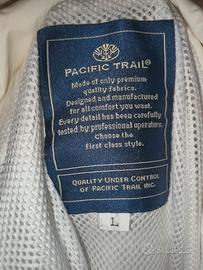 PACIFIC TRAIL®
Made of only premium
quality fabrics.
Designed and manufactured
for all comfort you want.
Every detail has been carefully
tested by professional operators.
Choose the
first class style.
QUALITY UNDER CONTROL
OF PACIFIC TRAIL INC.
L